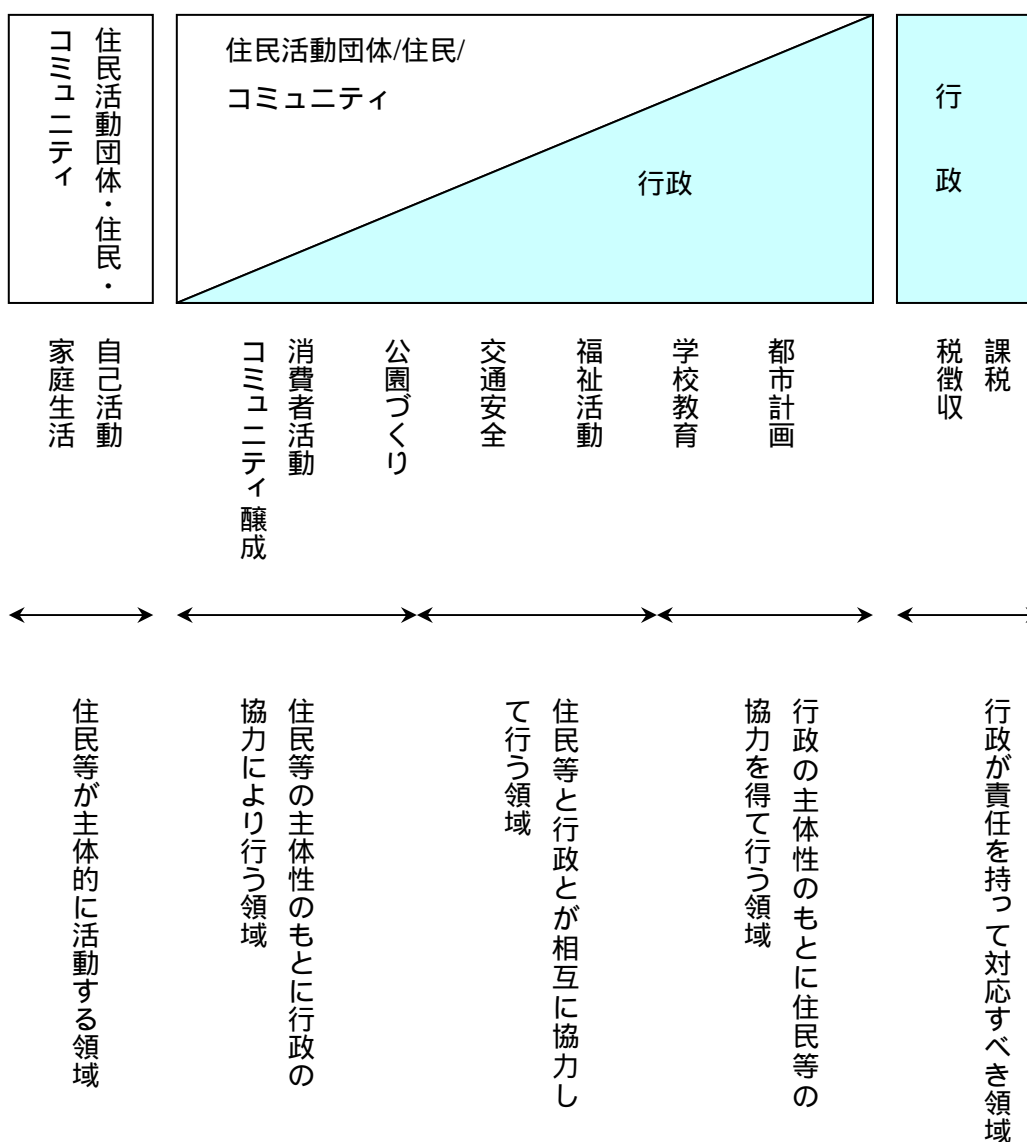 住民活動団体・住民・
コミュニティ
住民活動団体/住民/
コミュニティ
行政
行
政
自己活動
家庭生活
消費者活動
コミュニティ醸成
公園づくり
交通安全
福祉活動
学校教育
都市計画
課税
税徴収
住民等が主体的に活動する領域
住民等の主体性のもとに行政の
協力により行う領域
住民等と行政とが相互に協力し
て行う領域
行政の主体性のもとに住民等の
協力を得て行う領域
行政が責任を持って対応すべき領域